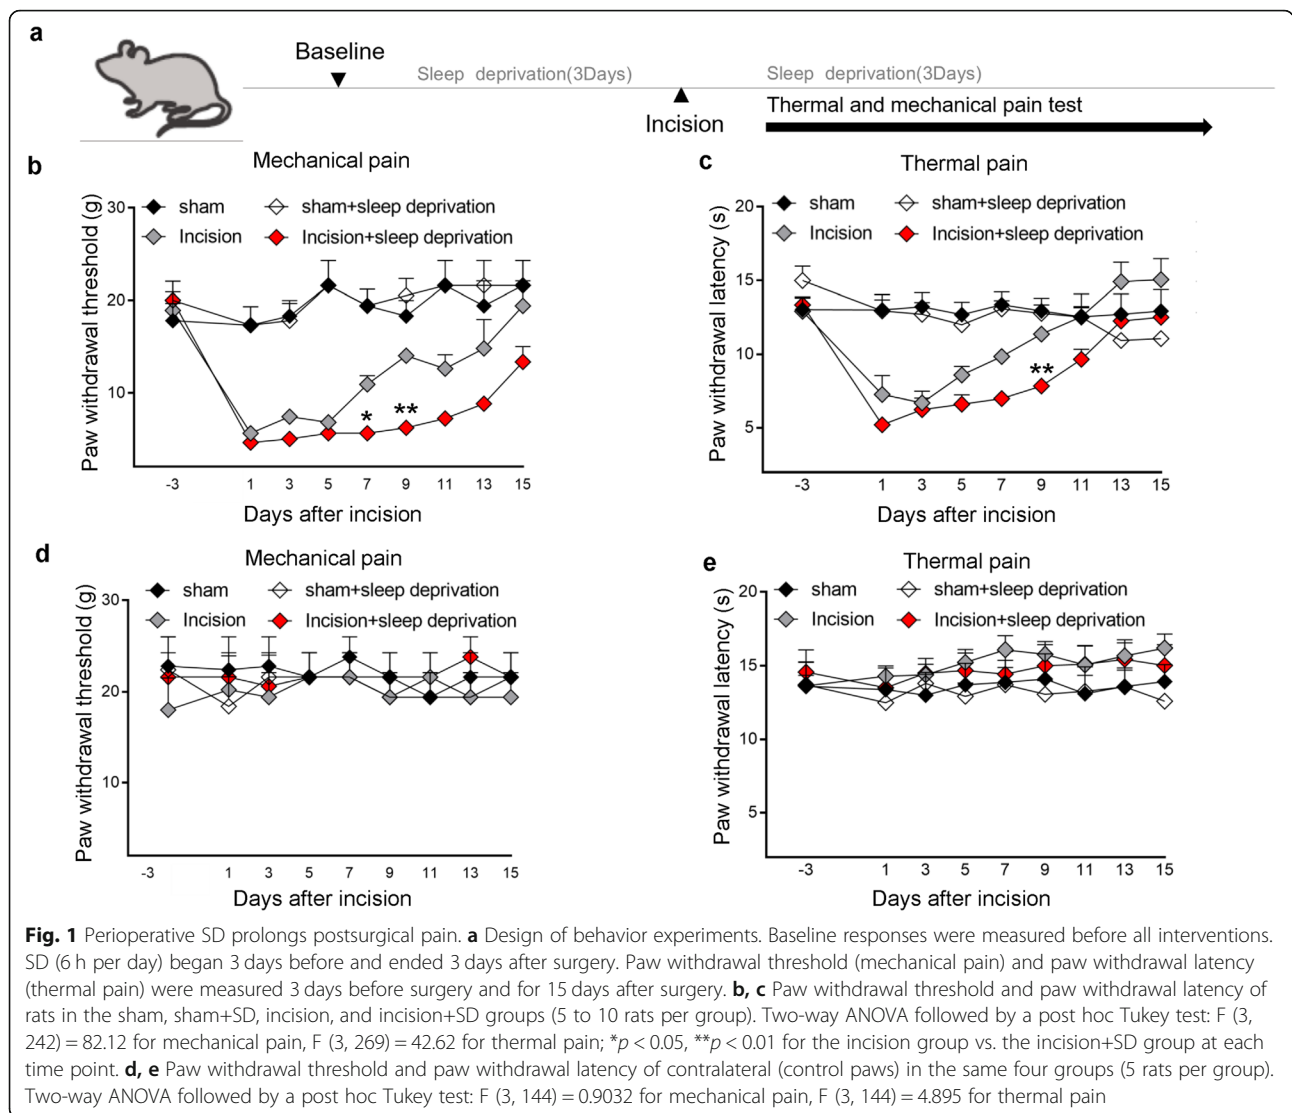 a
Baseline
Sleep deprivation(3Days)
Sleep deprivation(3Days)
Incision
Thermal and mechanical pain test
b
Mechanical pain
Paw withdrawal threshold (g)
sham
sham+sleep deprivation
Incision
Incision+sleep deprivation
30
20
10
*
**
-3 1 3 5 7 9 11 13 15
Days after incision
c
Thermal pain
Paw withdrawal latency (s)
sham
sham+sleep deprivation
Incision
Incision+sleep deprivation
20
15
10
5
**
-3 1 3 5 7 9 11 13 15
Days after incision
d
Mechanical pain
Paw withdrawal threshold (g)
sham
sham+sleep deprivation
Incision
Incision+sleep deprivation
30
20
10
-3 1 3 5 7 9 11 13 15
Days after incision
e
Thermal pain
Paw withdrawal latency (s)
sham
sham+sleep deprivation
Incision
Incision+sleep deprivation
20
15
10
5
-3 1 3 5 7 9 11 13 15
Days after incision
Fig. 1 Perioperative SD prolongs postsurgical pain. a Design of behavior experiments. Baseline responses were measured before all interventions.
SD (6 h per day) began 3 days before and ended 3 days after surgery. Paw withdrawal threshold (mechanical pain) and paw withdrawal latency
(thermal pain) were measured 3 days before surgery and for 15 days after surgery. b, c Paw withdrawal threshold and paw withdrawal latency of
rats in the sham, sham+SD, incision, and incision+SD groups (5 to 10 rats per group). Two-way ANOVA followed by a post hoc Tukey test: F (3,
242) = 82.12 for mechanical pain, F (3, 269) = 42.62 for thermal pain; *p < 0.05, **p < 0.01 for the incision group vs. the incision+SD group at each
time point. d, e Paw withdrawal threshold and paw withdrawal latency of contralateral (control paws) in the same four groups (5 rats per group).
Two-way ANOVA followed by a post hoc Tukey test: F (3, 144) = 0.9032 for mechanical pain, F (3, 144) = 4.895 for thermal pain